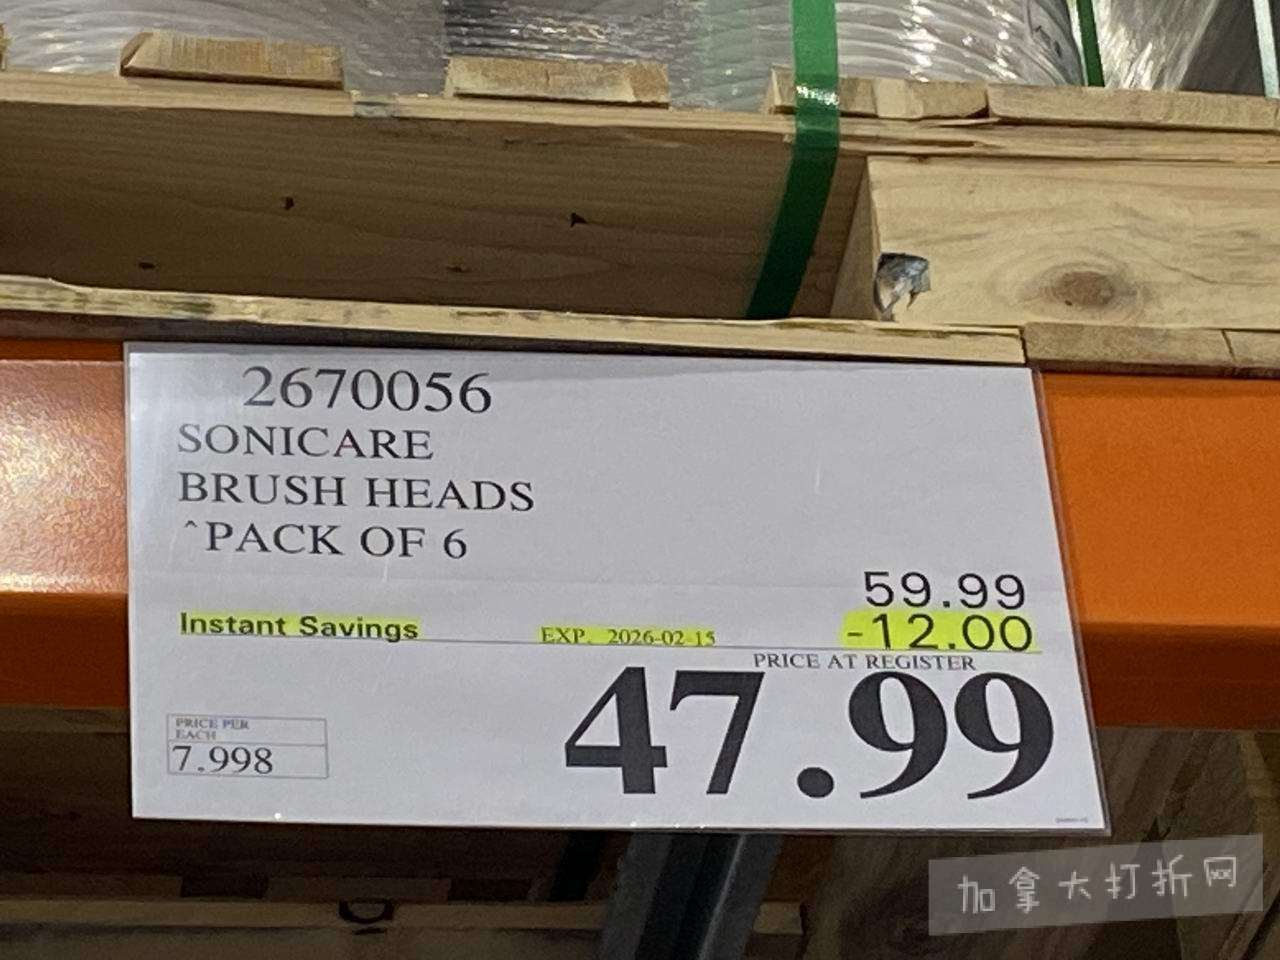 2670056
SONICARE
BRUSH HEADS
^PACK OF 6
59.99
Instant Savings EXP. 2026-02-15 -12.00
PRICE AT REGISTER
47.99
PRICE PER
EACH
7.998
加拿大打折网